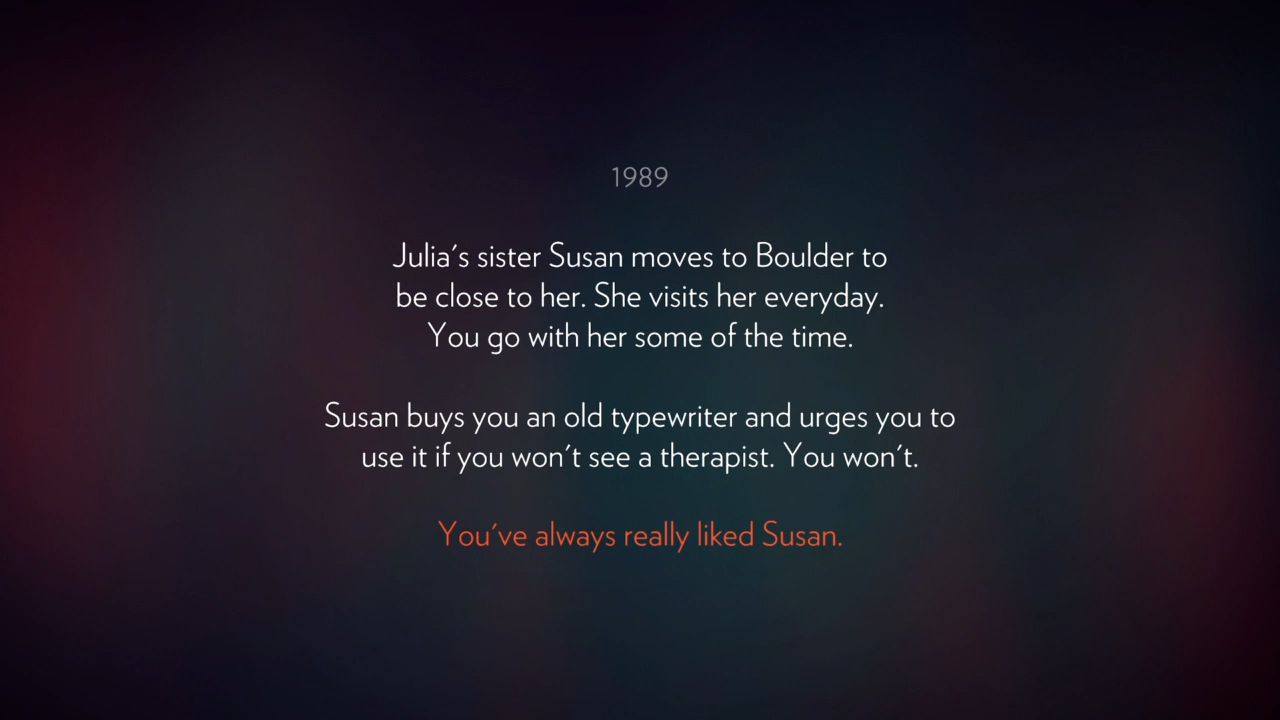 1989
Julia's sister Susan moves to Boulder to
be close to her. She visits her everyday.
You go with her some of the time.
Susan buys you an old typewriter and urges you to
use it if you won't see a therapist. You won't.
You've always really liked Susan.